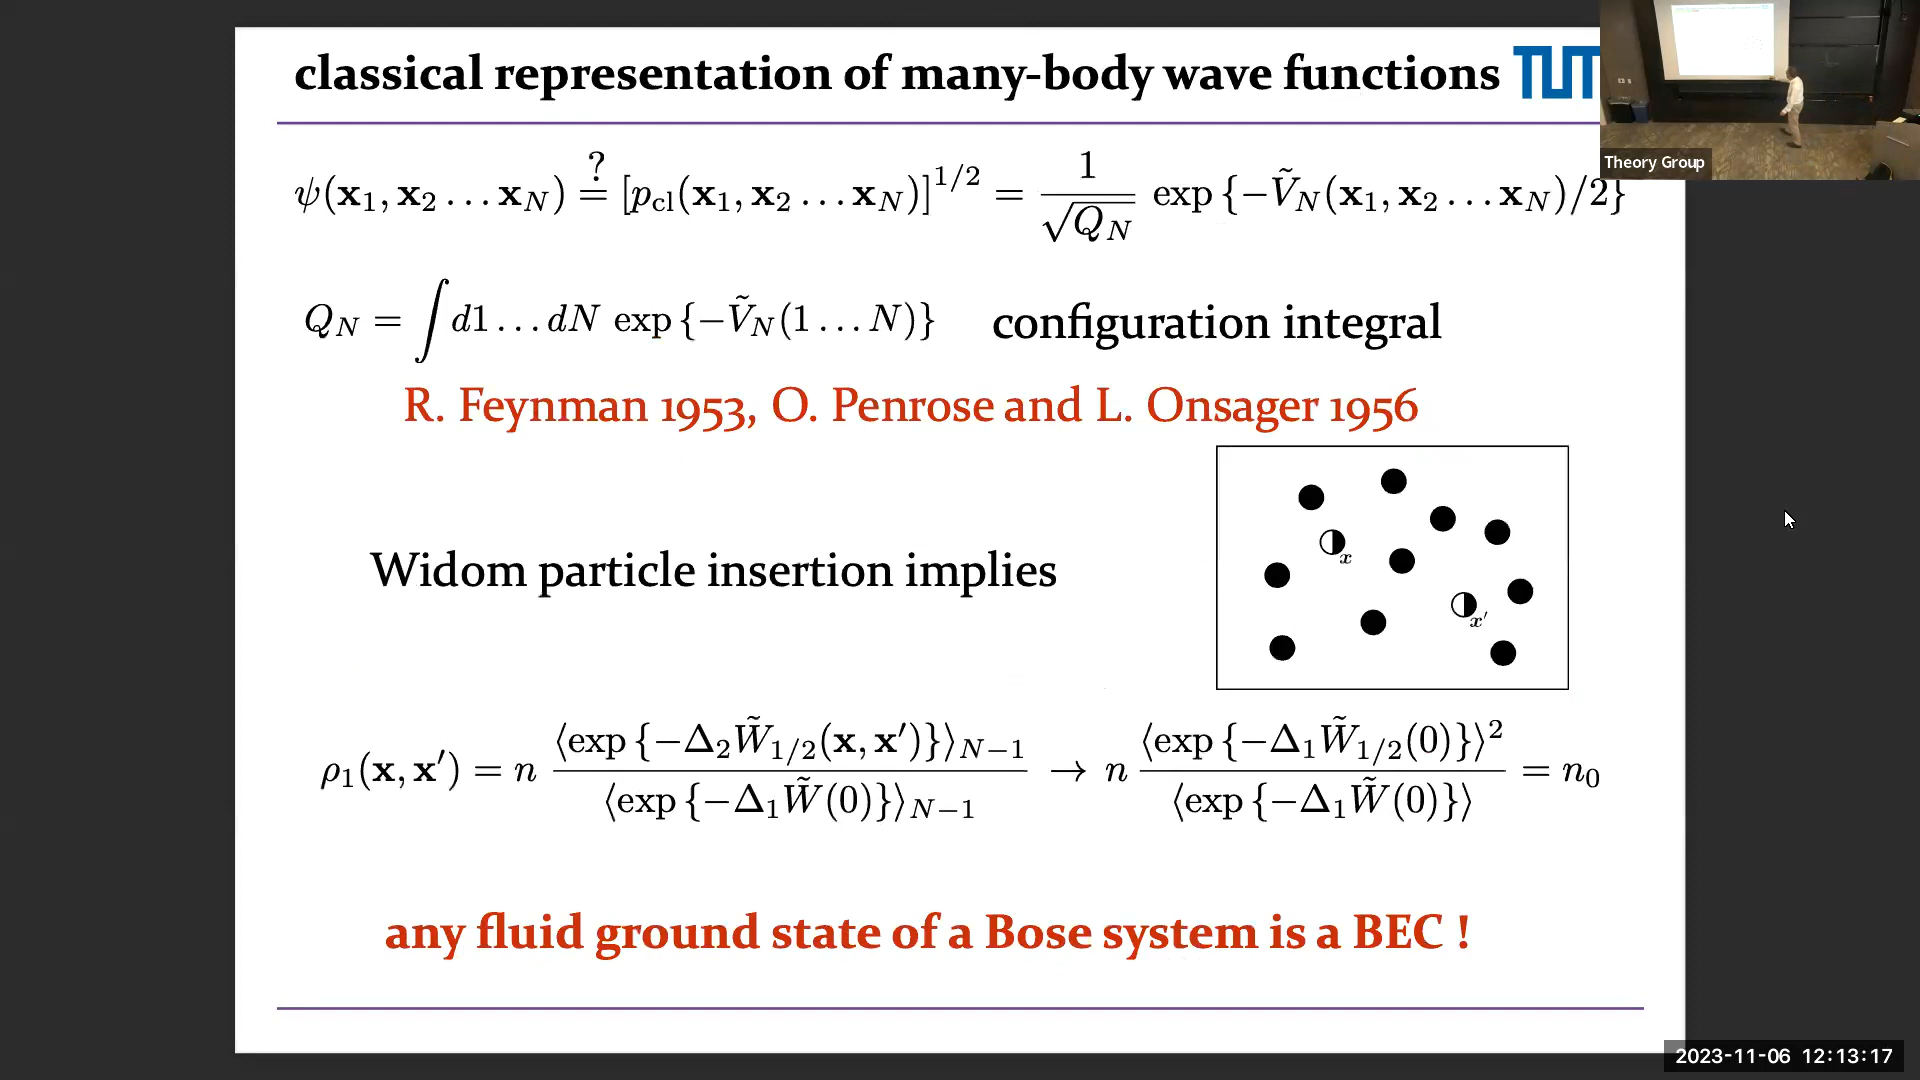 classical representation of many-body wave functions TUT
Theory Group
ψ(x₁, x₂ … x_N) =^? [p_cl(x₁, x₂ … x_N)]^{1/2} = 1/√Q_N exp {−Ṽ_N(x₁, x₂ … x_N)/2}
Q_N = ∫ d1 … dN exp {−Ṽ_N(1 … N)} configuration integral
R. Feynman 1953, O. Penrose and L. Onsager 1956
x
Widom particle insertion implies
x′
ρ₁(x, x′) = n ⟨exp {−Δ₂W̃_{1/2}(x, x′)}⟩_{N−1} / ⟨exp {−Δ₁W̃(0)}⟩_{N−1} → n ⟨exp {−Δ₁W̃_{1/2}(0)}⟩² / ⟨exp {−Δ₁W̃(0)}⟩ = n₀
any fluid ground state of a Bose system is a BEC !
2023-11-06 12:13:17